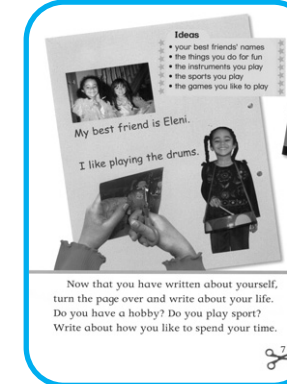 Ideas
• your best friends' names
• the things you do for fun
• the instruments you play
• the sports you play
• the games you like to play
My best friend is Eleni.
I like playing the drums.
Now that you have written about yourself,
turn the page over and write about your life.
Do you have a hobby? Do you play sport?
Write about how you like to spend your time.
7